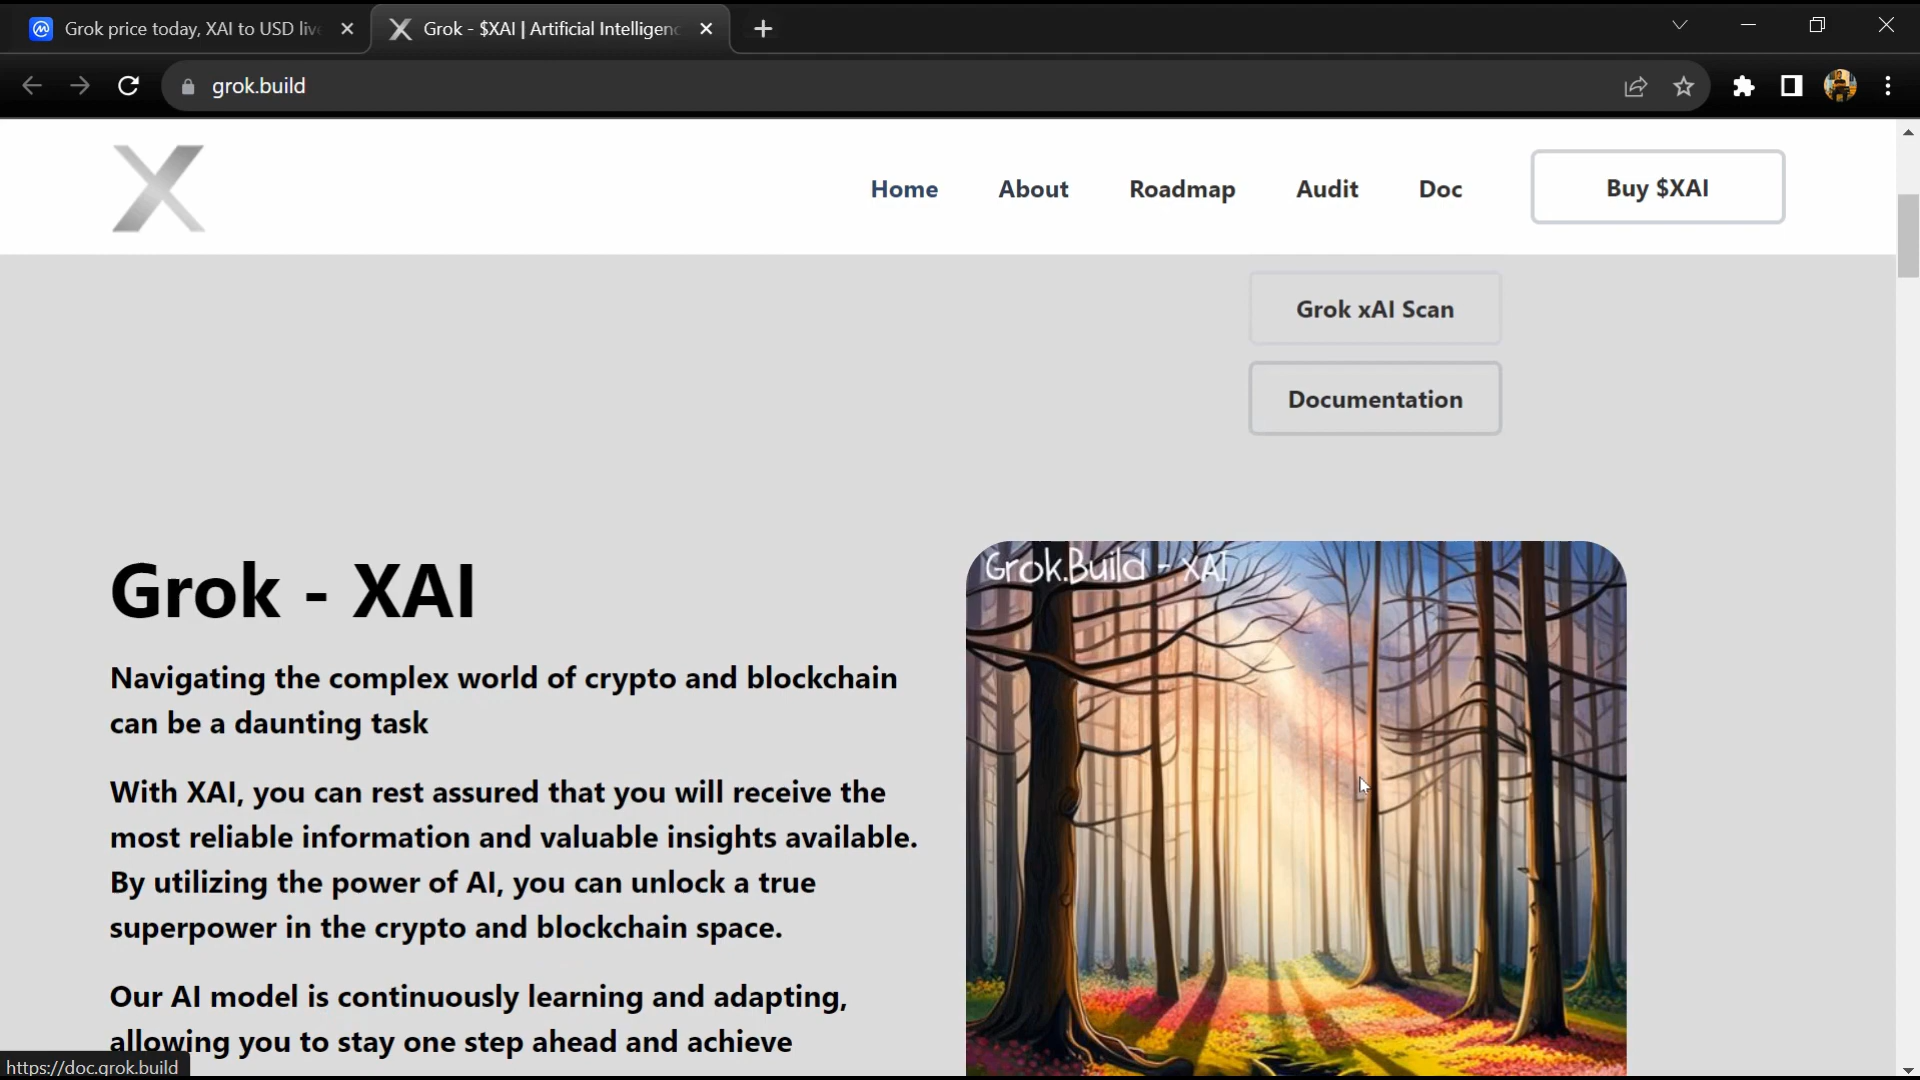 Grok price today, XAI to USD live
Grok - $XAI | Artificial Intelligenc
grok.build
X
Home
About
Roadmap
Audit
Doc
Buy $XAI
Grok xAI Scan
Documentation
Grok - XAI
Navigating the complex world of crypto and blockchain
can be a daunting task
With XAI, you can rest assured that you will receive the
most reliable information and valuable insights available.
By utilizing the power of AI, you can unlock a true
superpower in the crypto and blockchain space.
Our AI model is continuously learning and adapting,
allowing you to stay one step ahead and achieve
Grok.Build - XAI
https://doc.grok.build